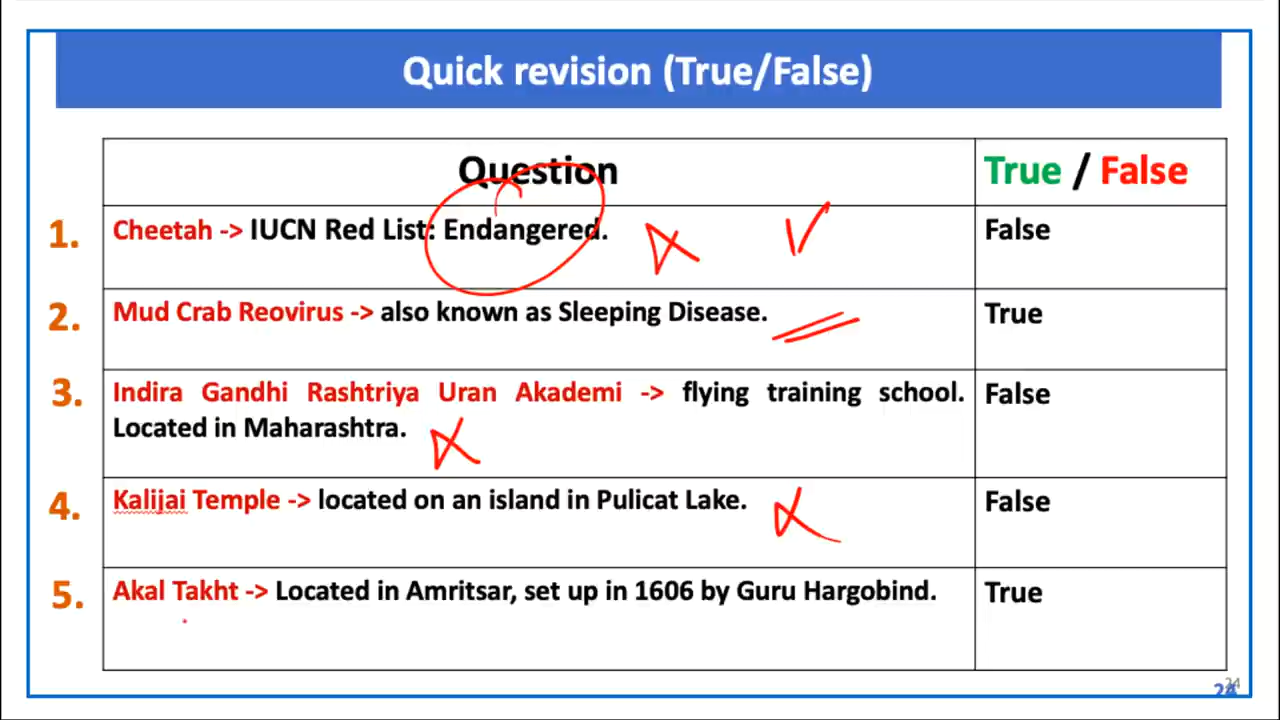 Quick revision (True/False)
Question True / False
1. Cheetah -> IUCN Red List: Endangered. False
2. Mud Crab Reovirus -> also known as Sleeping Disease. True
3. Indira Gandhi Rashtriya Uran Akademi -> flying training school. False
Located in Maharashtra.
4. Kalijai Temple -> located on an island in Pulicat Lake. False
5. Akal Takht -> Located in Amritsar, set up in 1606 by Guru Hargobind. True
24
24